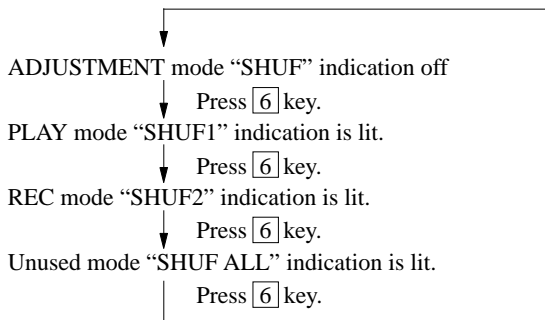 ADJUSTMENT mode “SHUF” indication off
Press 6 key.
PLAY mode “SHUF1” indication is lit.
Press 6 key.
REC mode “SHUF2” indication is lit.
Press 6 key.
Unused mode “SHUF ALL” indication is lit.
Press 6 key.